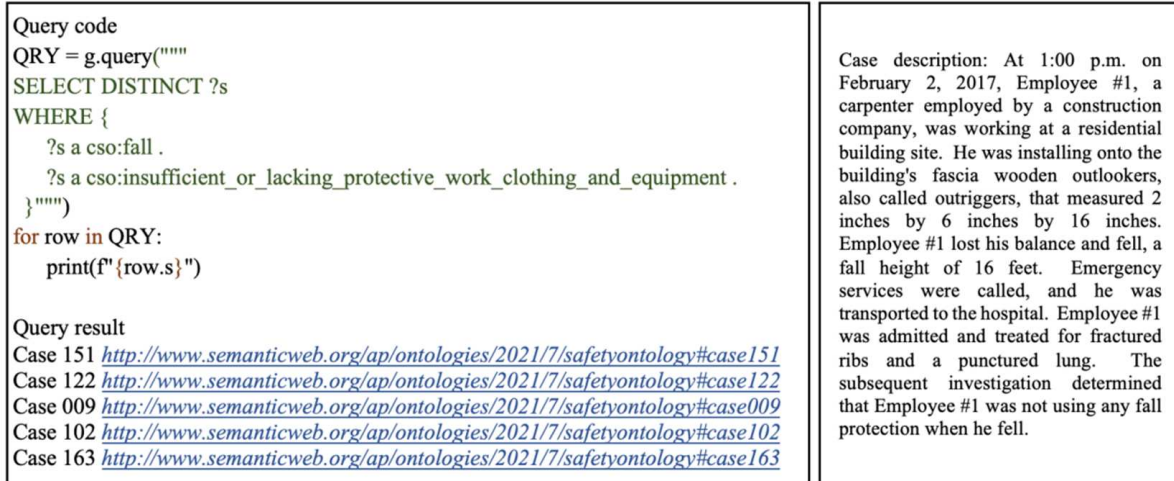 Query code
QRY = g.query("""
SELECT DISTINCT ?s
WHERE {
?s a cso:fall .
?s a cso:insufficient_or_lacking_protective_work_clothing_and_equipment .
}""")
for row in QRY:
print(f"{row.s}")
Query result
Case 151 http://www.semanticweb.org/ap/ontologies/2021/7/safetyontology#case151
Case 122 http://www.semanticweb.org/ap/ontologies/2021/7/safetyontology#case122
Case 009 http://www.semanticweb.org/ap/ontologies/2021/7/safetyontology#case009
Case 102 http://www.semanticweb.org/ap/ontologies/2021/7/safetyontology#case102
Case 163 http://www.semanticweb.org/ap/ontologies/2021/7/safetyontology#case163
Case description: At 1:00 p.m. on
February 2, 2017, Employee #1, a
carpenter employed by a construction
company, was working at a residential
building site. He was installing onto the
building's fascia wooden outlookers,
also called outriggers, that measured 2
inches by 6 inches by 16 inches.
Employee #1 lost his balance and fell, a
fall height of 16 feet. Emergency
services were called, and he was
transported to the hospital. Employee #1
was admitted and treated for fractured
ribs and a punctured lung. The
subsequent investigation determined
that Employee #1 was not using any fall
protection when he fell.